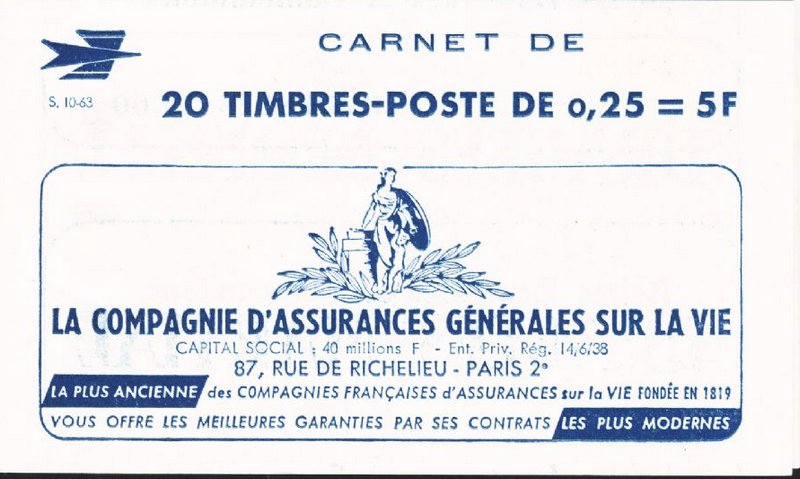 CARNET DE
S. 10-63
20 TIMBRES-POSTE DE 0,25 = 5F
LA COMPAGNIE D'ASSURANCES GÉNÉRALES SUR LA VIE
CAPITAL SOCIAL : 40 millions F - Ent. Priv. Rég. 14/6/38
87, RUE DE RICHELIEU - PARIS 2e
LA PLUS ANCIENNE des COMPAGNIES FRANÇAISES d'ASSURANCES sur la VIE FONDÉE EN 1819
VOUS OFFRE LES MEILLEURES GARANTIES PAR SES CONTRATS LES PLUS MODERNES